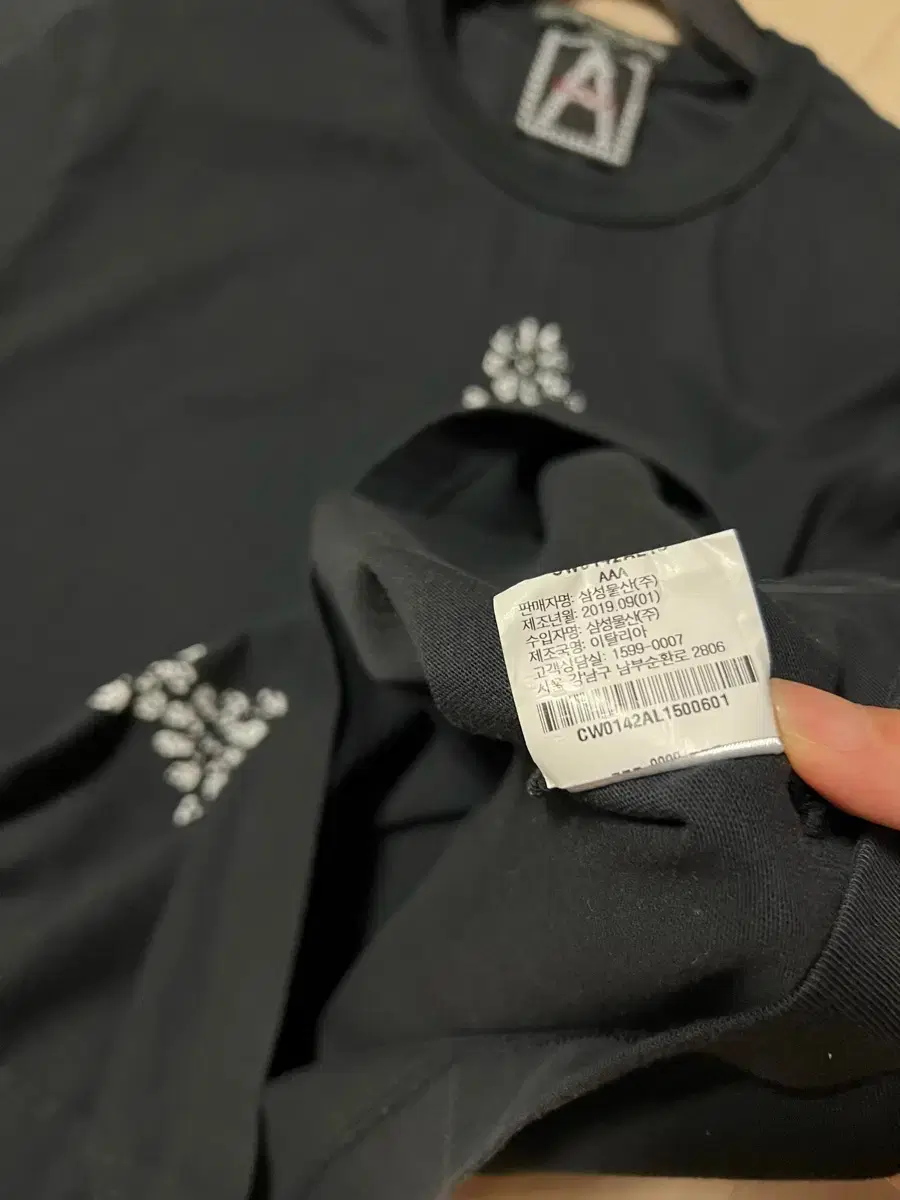 A
AAA
판매자명: 삼성물산(주)
제조년월: 2019.09(01)
수입자명: 삼성물산(주)
제조국명: 이탈리아
고객상담실: 1599-0007
서울 강남구 남부순환로 2806
CW0142AL1500601